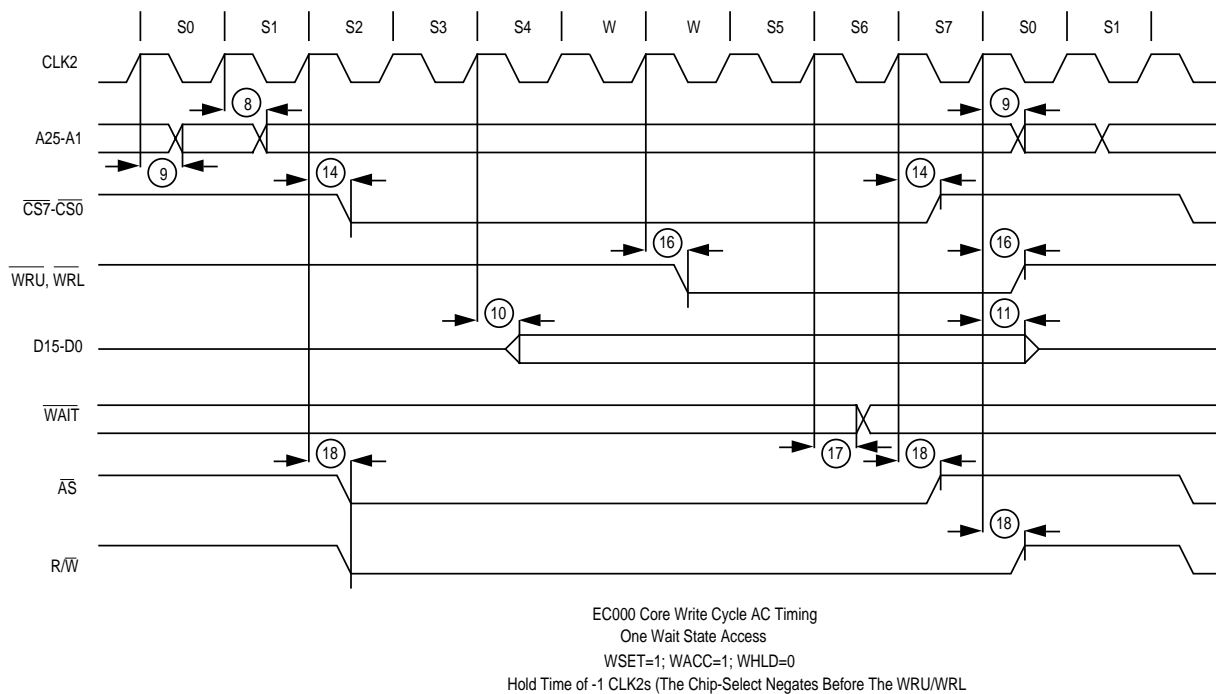 S0 S1 S2 S3 S4 W W S5 S6 S7 S0 S1
CLK2
8 9
A25-A1
9 14 14
CS7-CS0
16 16
WRU, WRL
10 11
D15-D0
WAIT
18 17 18
AS
18
R/W
EC000 Core Write Cycle AC Timing
One Wait State Access
WSET=1; WACC=1; WHLD=0
Hold Time of -1 CLK2s (The Chip-Select Negates Before The WRU/WRL